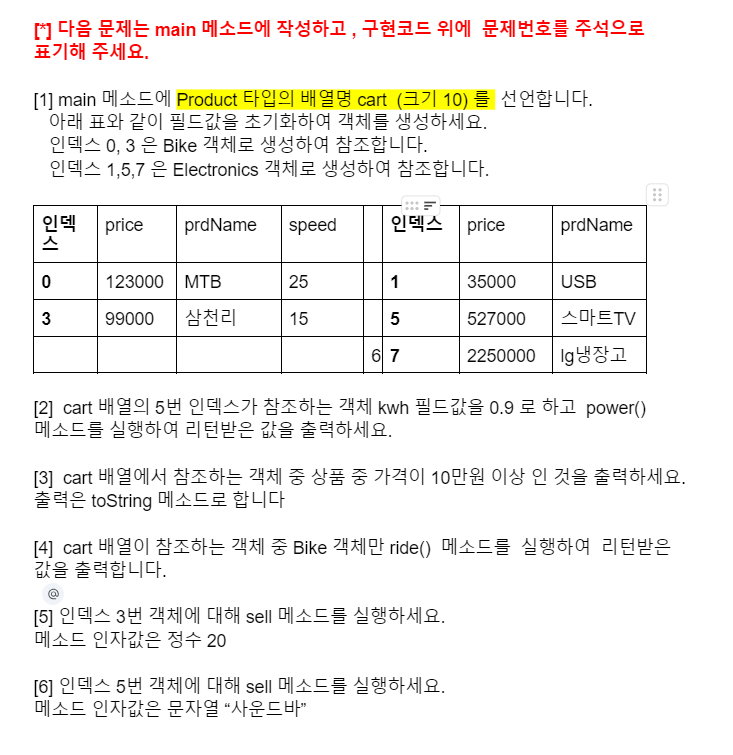 [*] 다음 문제는 main 메소드에 작성하고 , 구현코드 위에 문제번호를 주석으로
표기해 주세요.
[1] main 메소드에 Product 타입의 배열명 cart (크기 10) 를 선언합니다.
아래 표와 같이 필드값을 초기화하여 객체를 생성하세요.
인덱스 0, 3 은 Bike 객체로 생성하여 참조합니다.
인덱스 1,5,7 은 Electronics 객체로 생성하여 참조합니다.
인덱스 price prdName speed 인덱스 price prdName
0 123000 MTB 25 1 35000 USB
3 99000 삼천리 15 5 527000 스마트TV
6 7 2250000 lg냉장고
[2] cart 배열의 5번 인덱스가 참조하는 객체 kwh 필드값을 0.9 로 하고 power()
메소드를 실행하여 리턴받은 값을 출력하세요.
[3] cart 배열에서 참조하는 객체 중 상품 중 가격이 10만원 이상 인 것을 출력하세요.
출력은 toString 메소드로 합니다
[4] cart 배열이 참조하는 객체 중 Bike 객체만 ride() 메소드를 실행하여 리턴받은
값을 출력합니다.
@
[5] 인덱스 3번 객체에 대해 sell 메소드를 실행하세요.
메소드 인자값은 정수 20
[6] 인덱스 5번 객체에 대해 sell 메소드를 실행하세요.
메소드 인자값은 문자열 “사운드바”